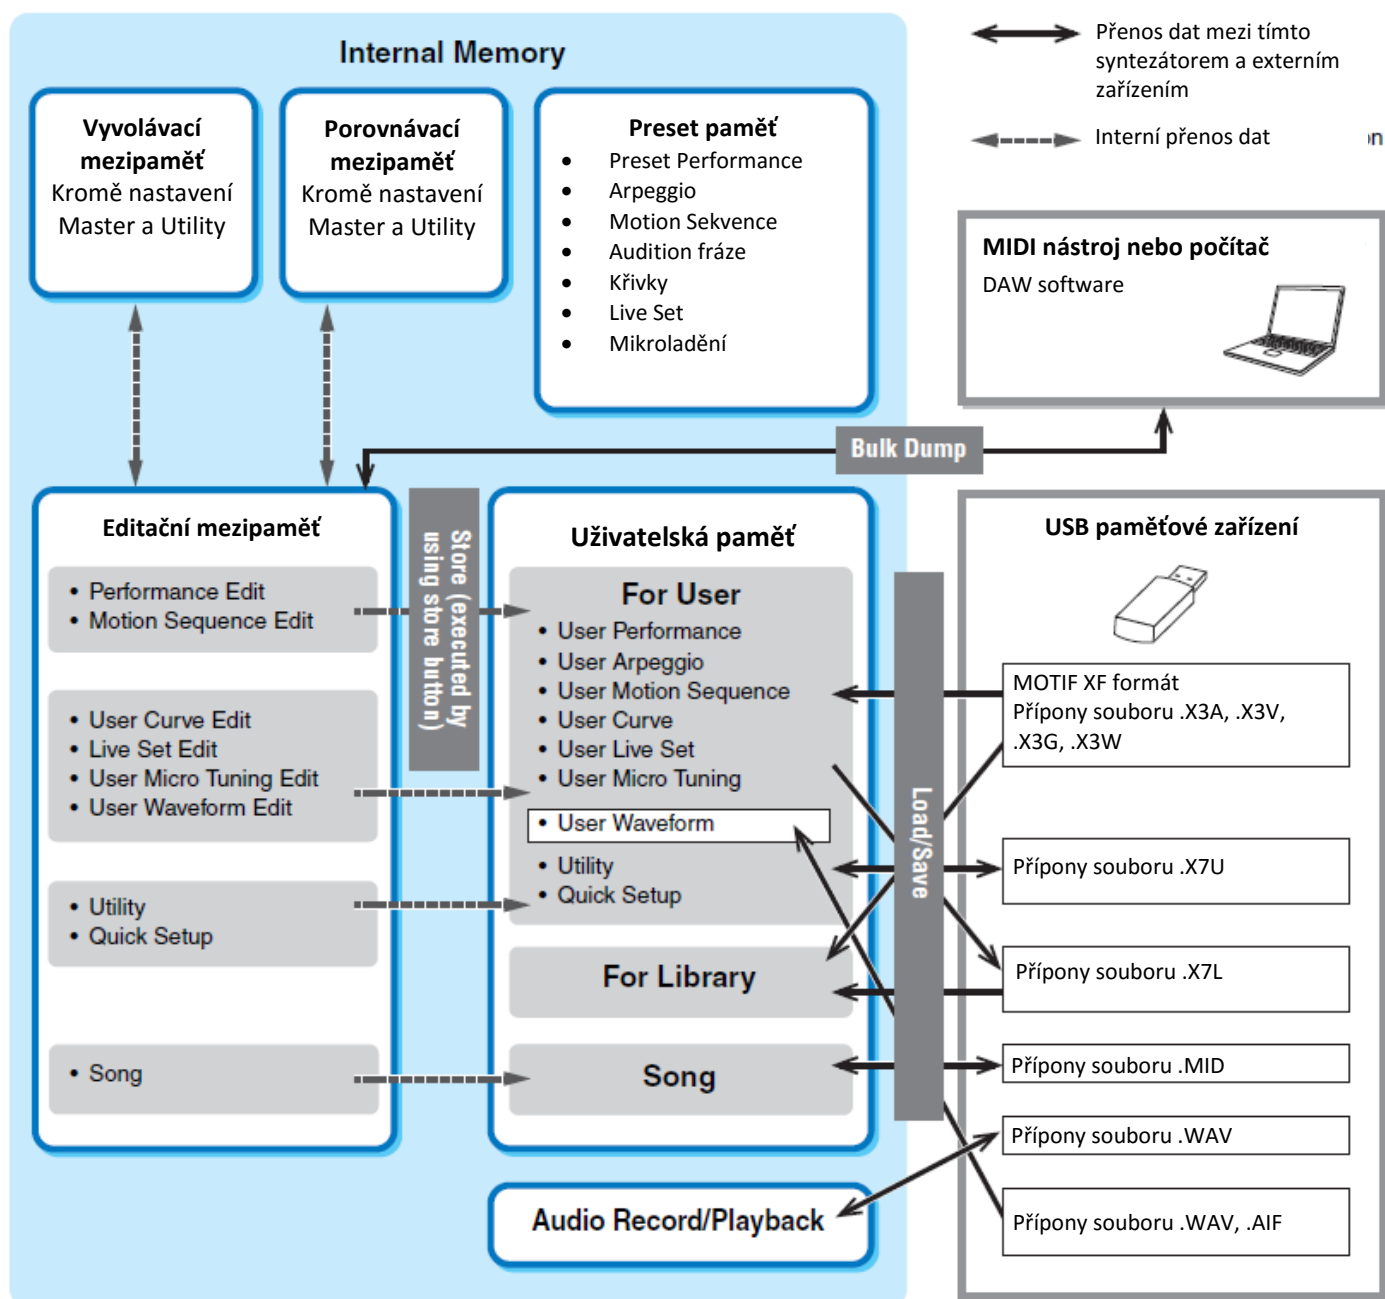 Internal Memory
Přenos dat mezi tímto
syntezátorem a externím
zařízením
Interní přenos dat
on
Vyvolávací
mezipaměť
Kromě nastavení
Master a Utility
Porovnávací
mezipaměť
Kromě nastavení
Master a Utility
Preset paměť
• Preset Performance
• Arpeggio
• Motion Sekvence
• Audition fráze
• Křivky
• Live Set
• Mikroladění
MIDI nástroj nebo počítač
DAW software
Bulk Dump
Editační mezipaměť
• Performance Edit
• Motion Sequence Edit
• User Curve Edit
• Live Set Edit
• User Micro Tuning Edit
• User Waveform Edit
• Utility
• Quick Setup
• Song
Store (executed by
using store button)
Uživatelská paměť
For User
• User Performance
• User Arpeggio
• User Motion Sequence
• User Curve
• User Live Set
• User Micro Tuning
• User Waveform
• Utility
• Quick Setup
For Library
Song
Audio Record/Playback
Load/Save
USB paměťové zařízení
MOTIF XF formát
Přípony souboru .X3A, .X3V,
.X3G, .X3W
Přípony souboru .X7U
Přípony souboru .X7L
Přípony souboru .MID
Přípony souboru .WAV
Přípony souboru .WAV, .AIF